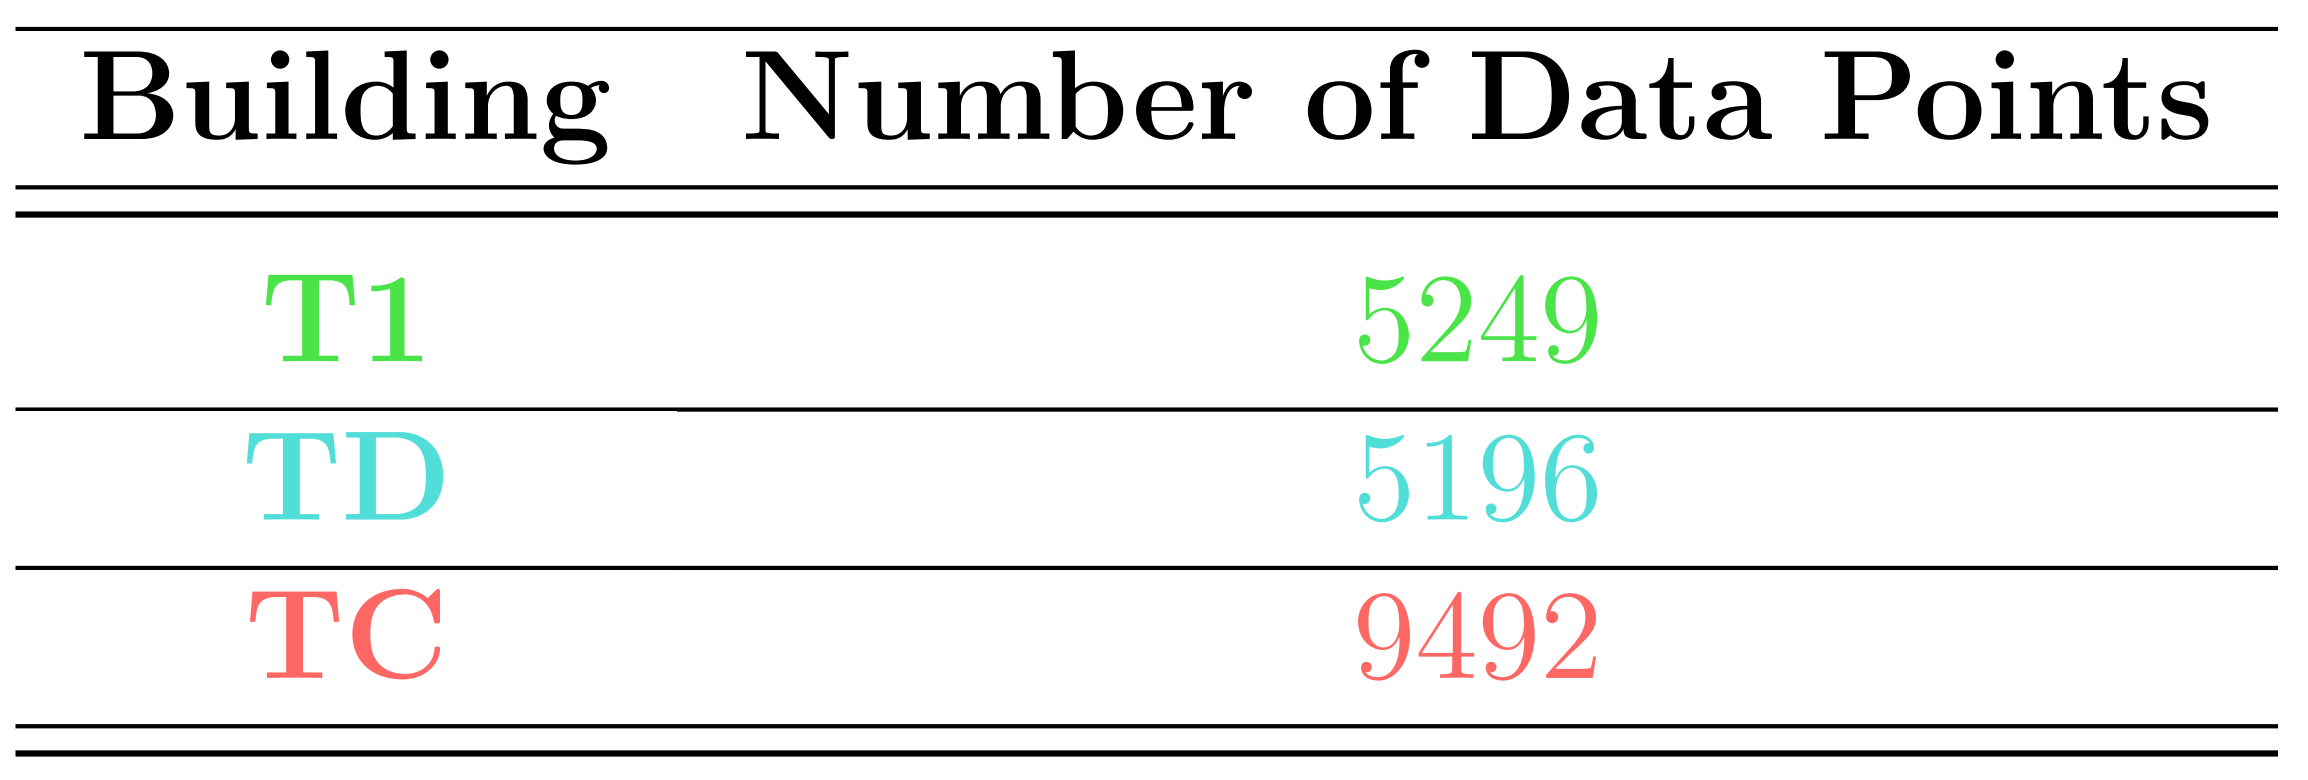 Building Number of Data Points
T1 5249
TD 5196
TC 9492